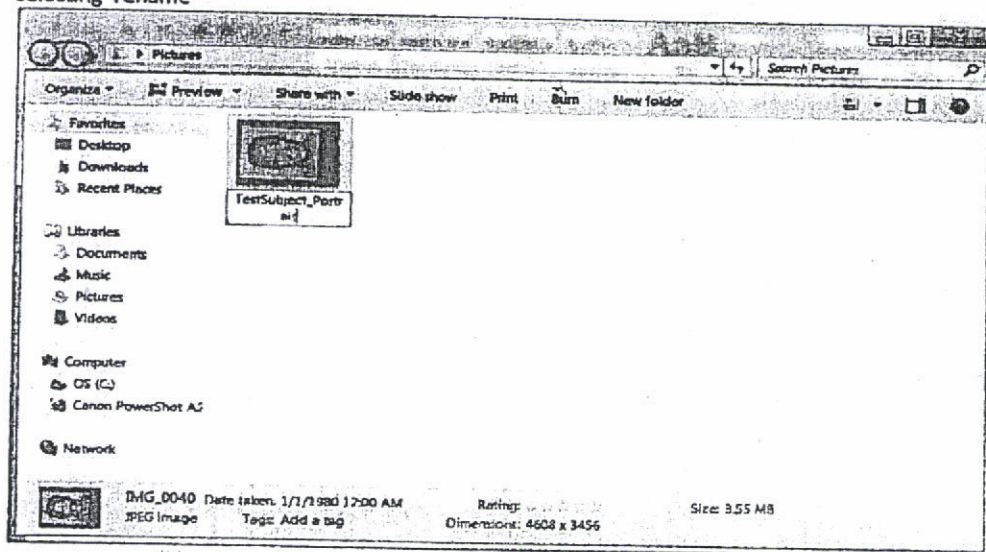 Pictures
Search Pictures
Organize Preview Share with Slide show Print Burn New folder
Favorites
Desktop
Downloads
Recent Places
TestSubject_Portr
ait
Libraries
Documents
Music
Pictures
Videos
Computer
OS (C:)
Canon PowerShot A2
Network
IMG_0040 Date taken: 1/1/1980 12:00 AM Rating: Size: 3.55 MB
JPEG Image Tags: Add a tag Dimensions: 4608 x 3456